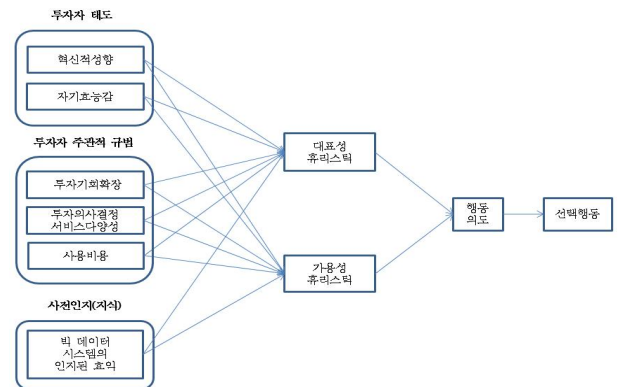 투자자 태도
혁신적성향
자기효능감
투자자 주관적 규범
투자기회확장
투자의사결정
서비스다양성
사용비용
사전인지(지식)
빅 데이터
시스템의
인지된 효익
대표성
휴리스틱
가용성
휴리스틱
행동
의도
선택행동